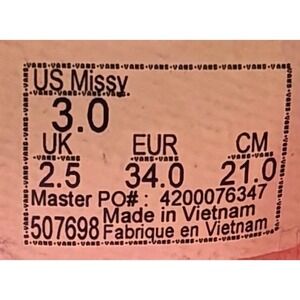 US Missy
3.0
UK EUR CM
2.5 34.0 21.0
Master PO# : 4200076347
507698 Made in Vietnam
Fabrique en Vietnam